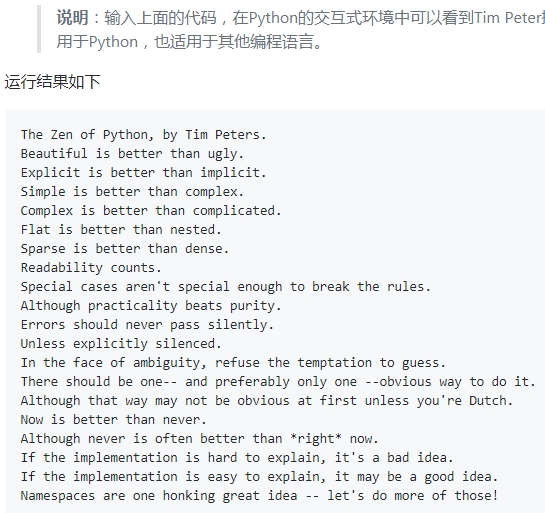 说明：输入上面的代码，在Python的交互式环境中可以看到Tim Peter
用于Python，也适用于其他编程语言。
运行结果如下
The Zen of Python, by Tim Peters.
Beautiful is better than ugly.
Explicit is better than implicit.
Simple is better than complex.
Complex is better than complicated.
Flat is better than nested.
Sparse is better than dense.
Readability counts.
Special cases aren't special enough to break the rules.
Although practicality beats purity.
Errors should never pass silently.
Unless explicitly silenced.
In the face of ambiguity, refuse the temptation to guess.
There should be one-- and preferably only one --obvious way to do it.
Although that way may not be obvious at first unless you're Dutch.
Now is better than never.
Although never is often better than *right* now.
If the implementation is hard to explain, it's a bad idea.
If the implementation is easy to explain, it may be a good idea.
Namespaces are one honking great idea -- let's do more of those!